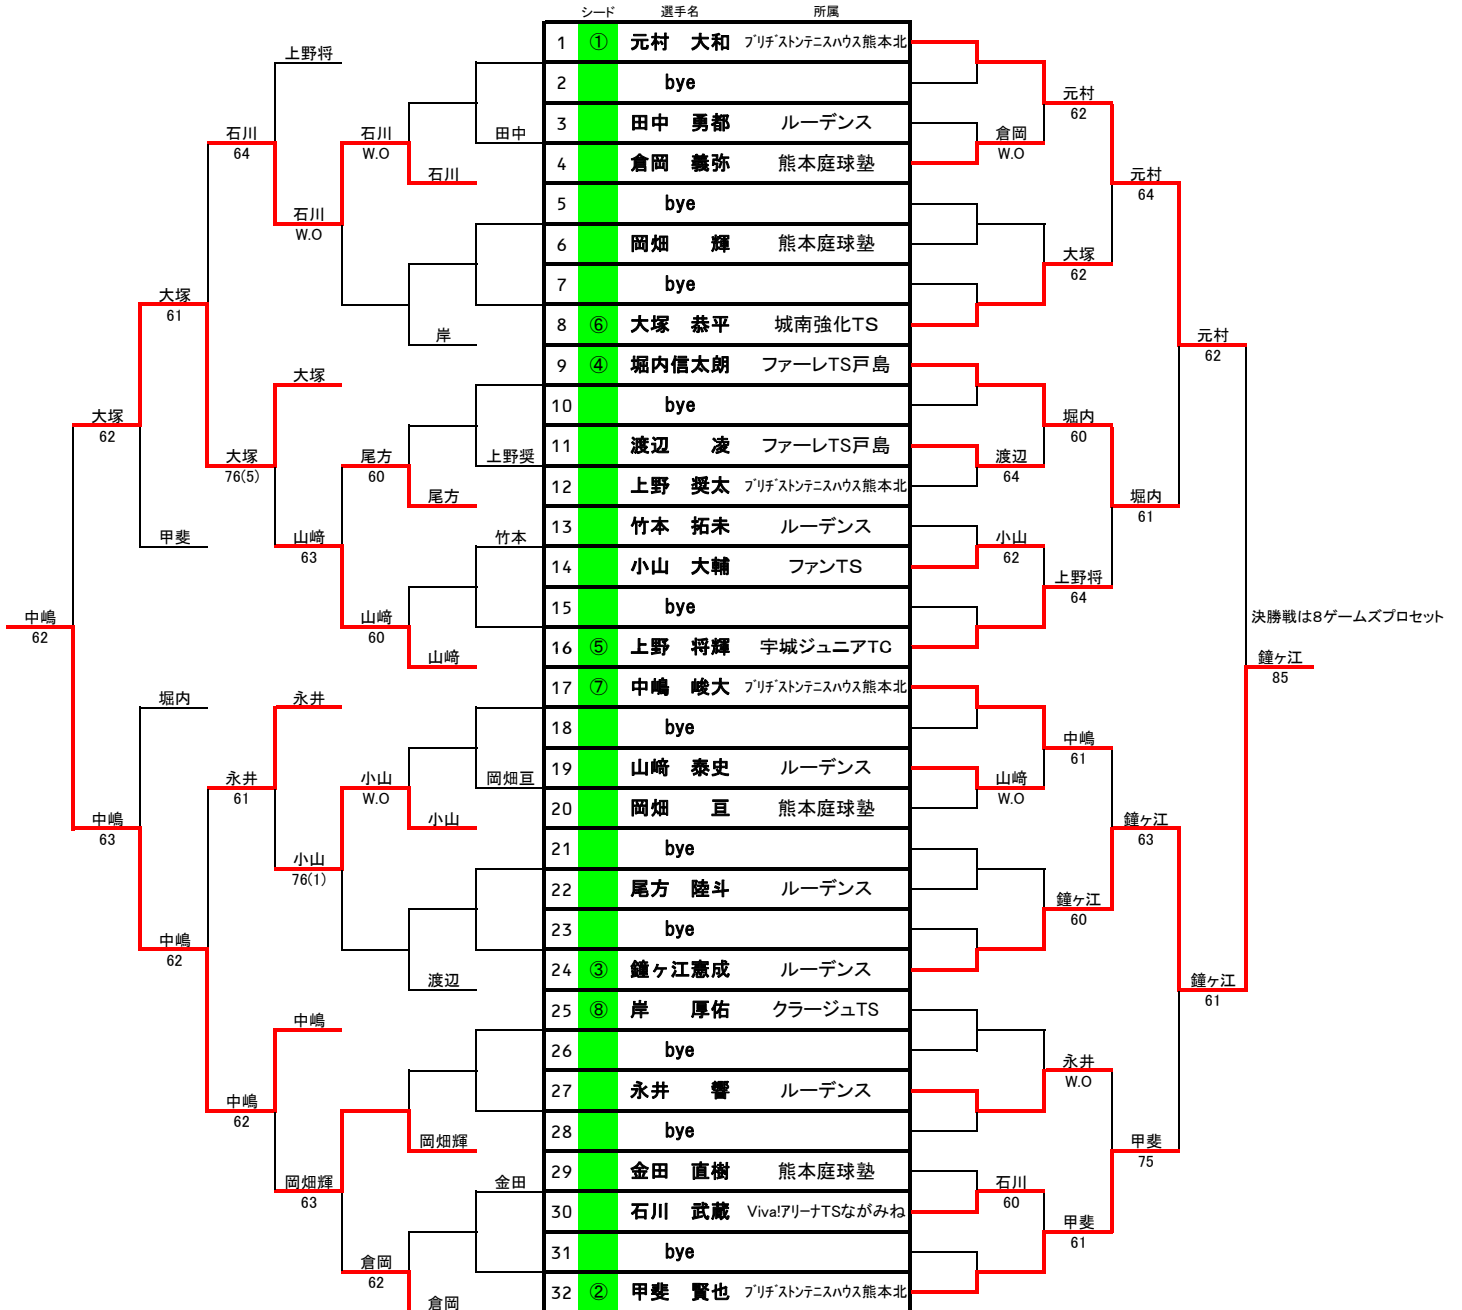 シード 選手名 所属
1 ① 元村 大和 ブリヂストンテニスハウス熊本北
2 bye
3 田中 勇都 ルーデンス
4 倉岡 義弥 熊本庭球塾
5 bye
6 岡畑 輝 熊本庭球塾
7 bye
8 ⑥ 大塚 恭平 城南強化TS
9 ④ 堀内信太朗 ファーレTS戸島
10 bye
11 渡辺 凌 ファーレTS戸島
12 上野 奨太 ブリヂストンテニスハウス熊本北
13 竹本 拓未 ルーデンス
14 小山 大輔 ファンTS
15 bye
16 ⑤ 上野 将輝 宇城ジュニアTC
17 ⑦ 中嶋 峻大 ブリヂストンテニスハウス熊本北
18 bye
19 山﨑 泰史 ルーデンス
20 岡畑 亘 熊本庭球塾
21 bye
22 尾方 陸斗 ルーデンス
23 bye
24 ③ 鐘ヶ江憲成 ルーデンス
25 ⑧ 岸 厚佑 クラージュTS
26 bye
27 永井 響 ルーデンス
28 bye
29 金田 直樹 熊本庭球塾
30 石川 武蔵 Viva!アリーナTSながみね
31 bye
32 ② 甲斐 賢也 ブリヂストンテニスハウス熊本北
倉岡
W.O
渡辺
64
小山
62
山﨑
W.O
石川
60
元村
62
大塚
62
堀内
60
上野将
64
中嶋
61
鐘ヶ江
60
永井
W.O
甲斐
61
元村
64
堀内
61
鐘ヶ江
63
甲斐
75
元村
62
鐘ヶ江
61
決勝戦は8ゲームズプロセット
鐘ヶ江
85
田中
上野奨
竹本
岡畑亘
金田
石川
岸
尾方
山﨑
小山
渡辺
岡畑輝
倉岡
石川
W.O
尾方
60
山﨑
60
小山
W.O
倉岡
62
上野将
石川
W.O
大塚
山﨑
63
永井
小山
76(1)
中嶋
岡畑輝
63
石川
64
大塚
76(5)
永井
61
中嶋
62
大塚
61
甲斐
堀内
中嶋
62
大塚
62
中嶋
63
中嶋
62